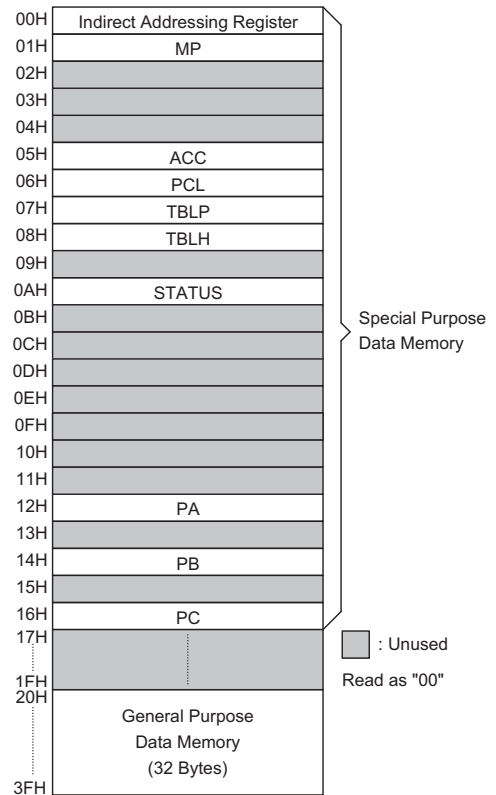 00H Indirect Addressing Register
01H MP
02H
03H
04H
05H ACC
06H PCL
07H TBLP
08H TBLH
09H
0AH STATUS
0BH
0CH
0DH
0EH
0FH
10H
11H
12H PA
13H
14H PB
15H
16H PC
17H
1FH
20H
General Purpose
Data Memory
(32 Bytes)
3FH
Special Purpose
Data Memory
: Unused
Read as "00"